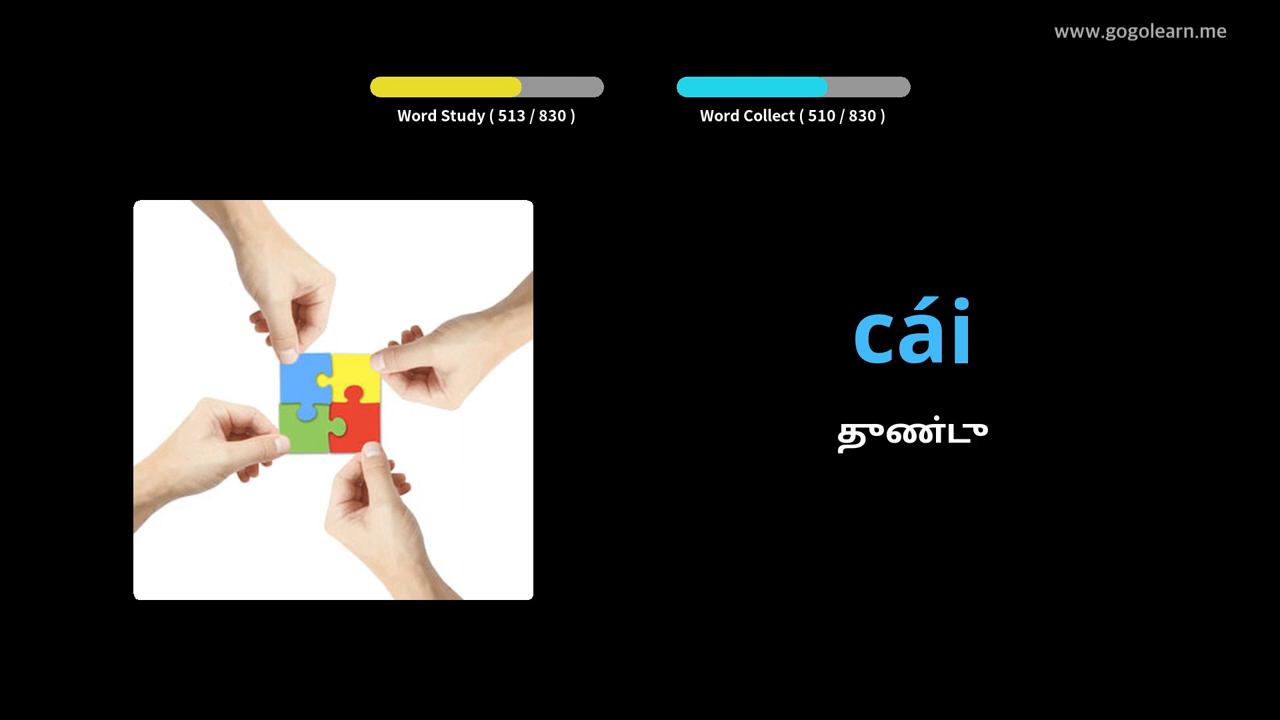 www.gogolearn.me
Word Study ( 513 / 830 )
Word Collect ( 510 / 830 )
cái
துண்டு